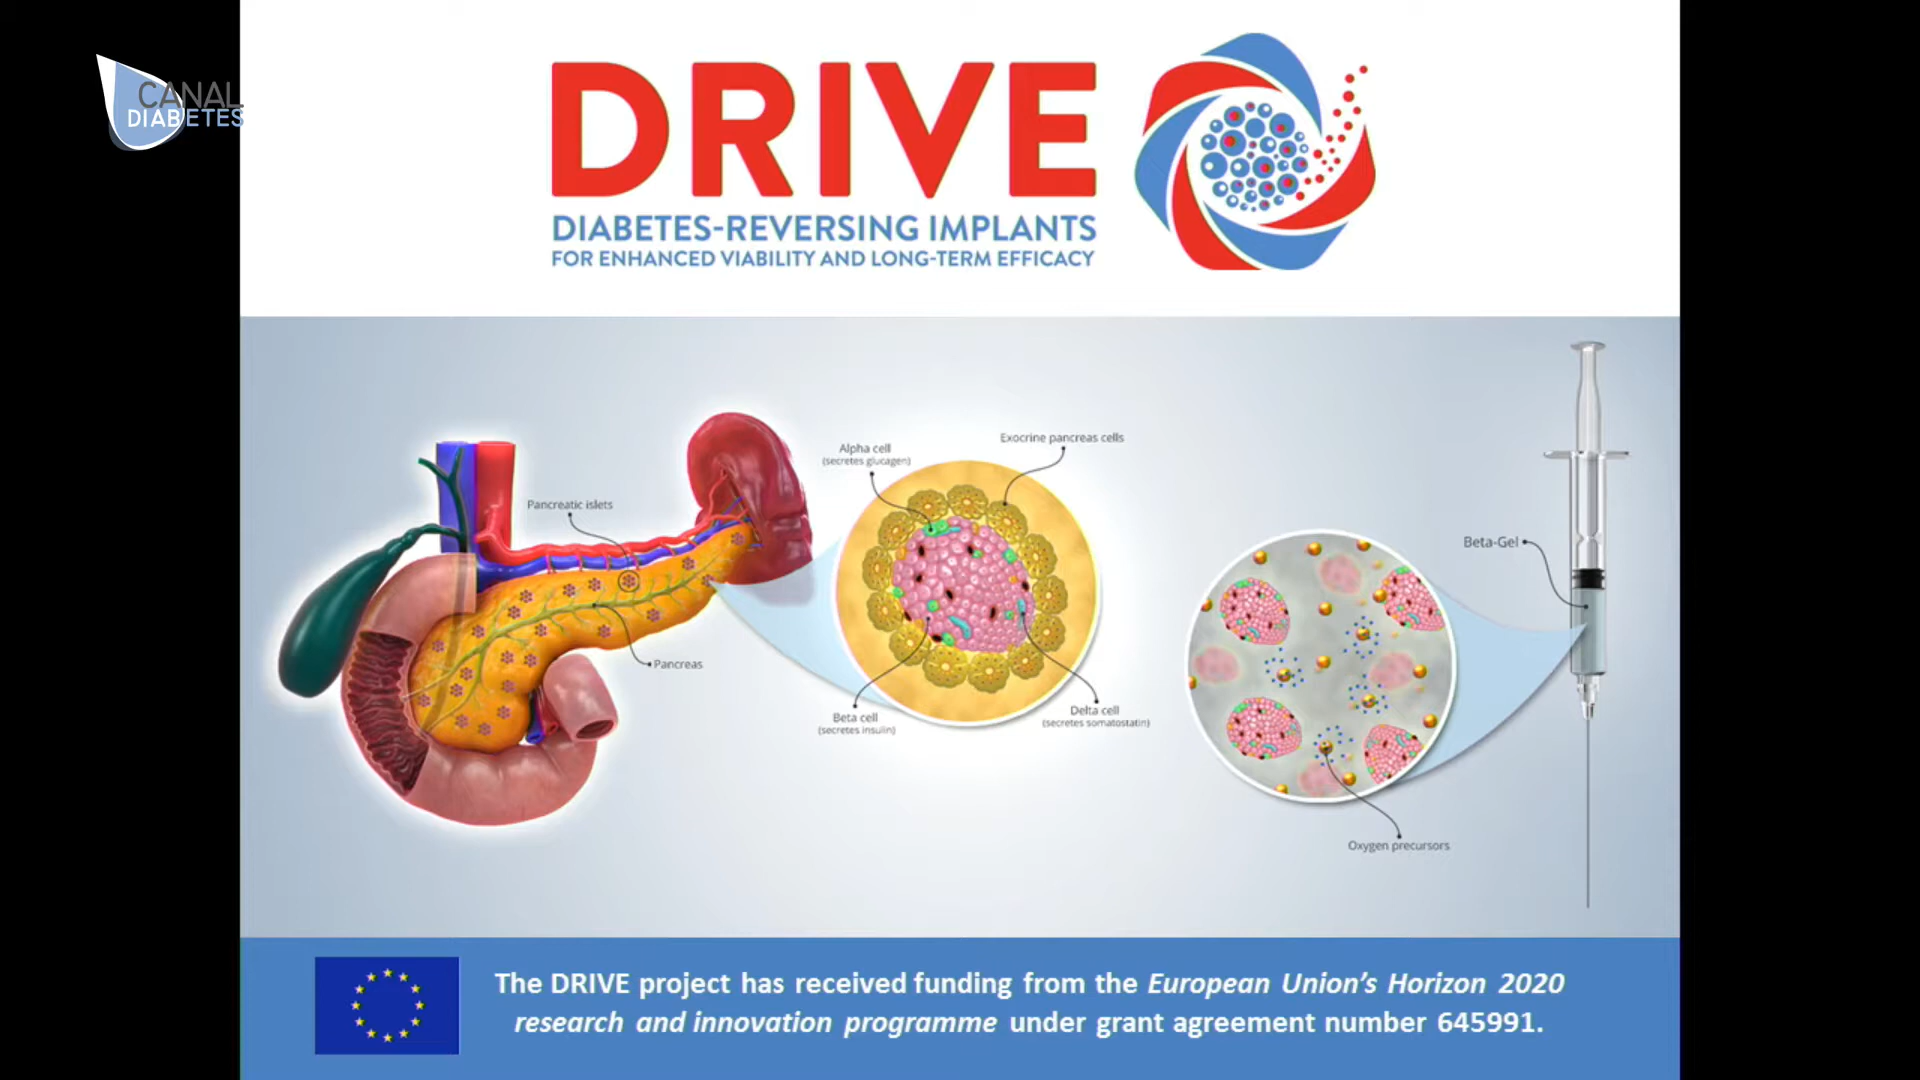 CANAL
DIABETES
DRIVE
DIABETES-REVERSING IMPLANTS
FOR ENHANCED VIABILITY AND LONG-TERM EFFICACY
Pancreatic islets
Pancreas
Alpha cell
(secretes glucagen)
Exocrine pancreas cells
Beta cell
(secretes insulin)
Delta cell
(secretes somatostatin)
Beta-Gel
Oxygen precursors
The DRIVE project has received funding from the European Union's Horizon 2020
research and innovation programme under grant agreement number 645991.